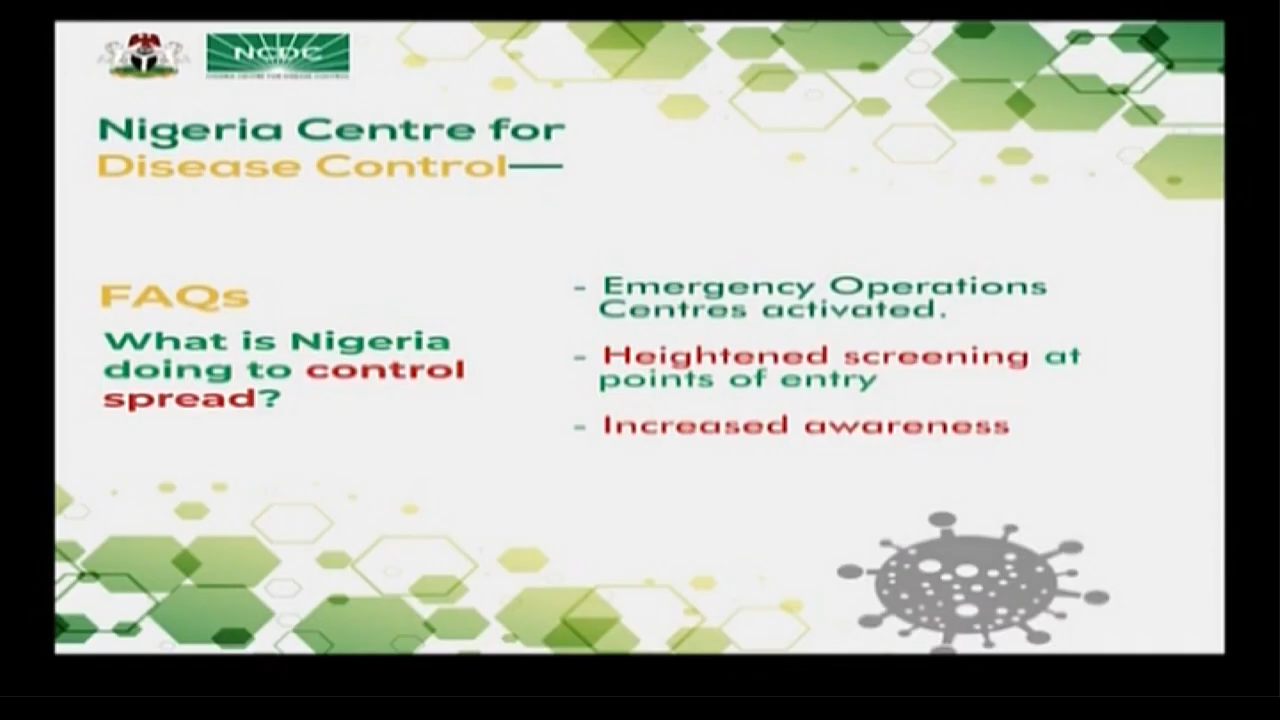 NCDC
Nigeria Centre for
Disease Control—
FAQs
What is Nigeria
doing to control
spread?
- Emergency Operations
Centres activated.
- Heightened screening at
points of entry
- Increased awareness